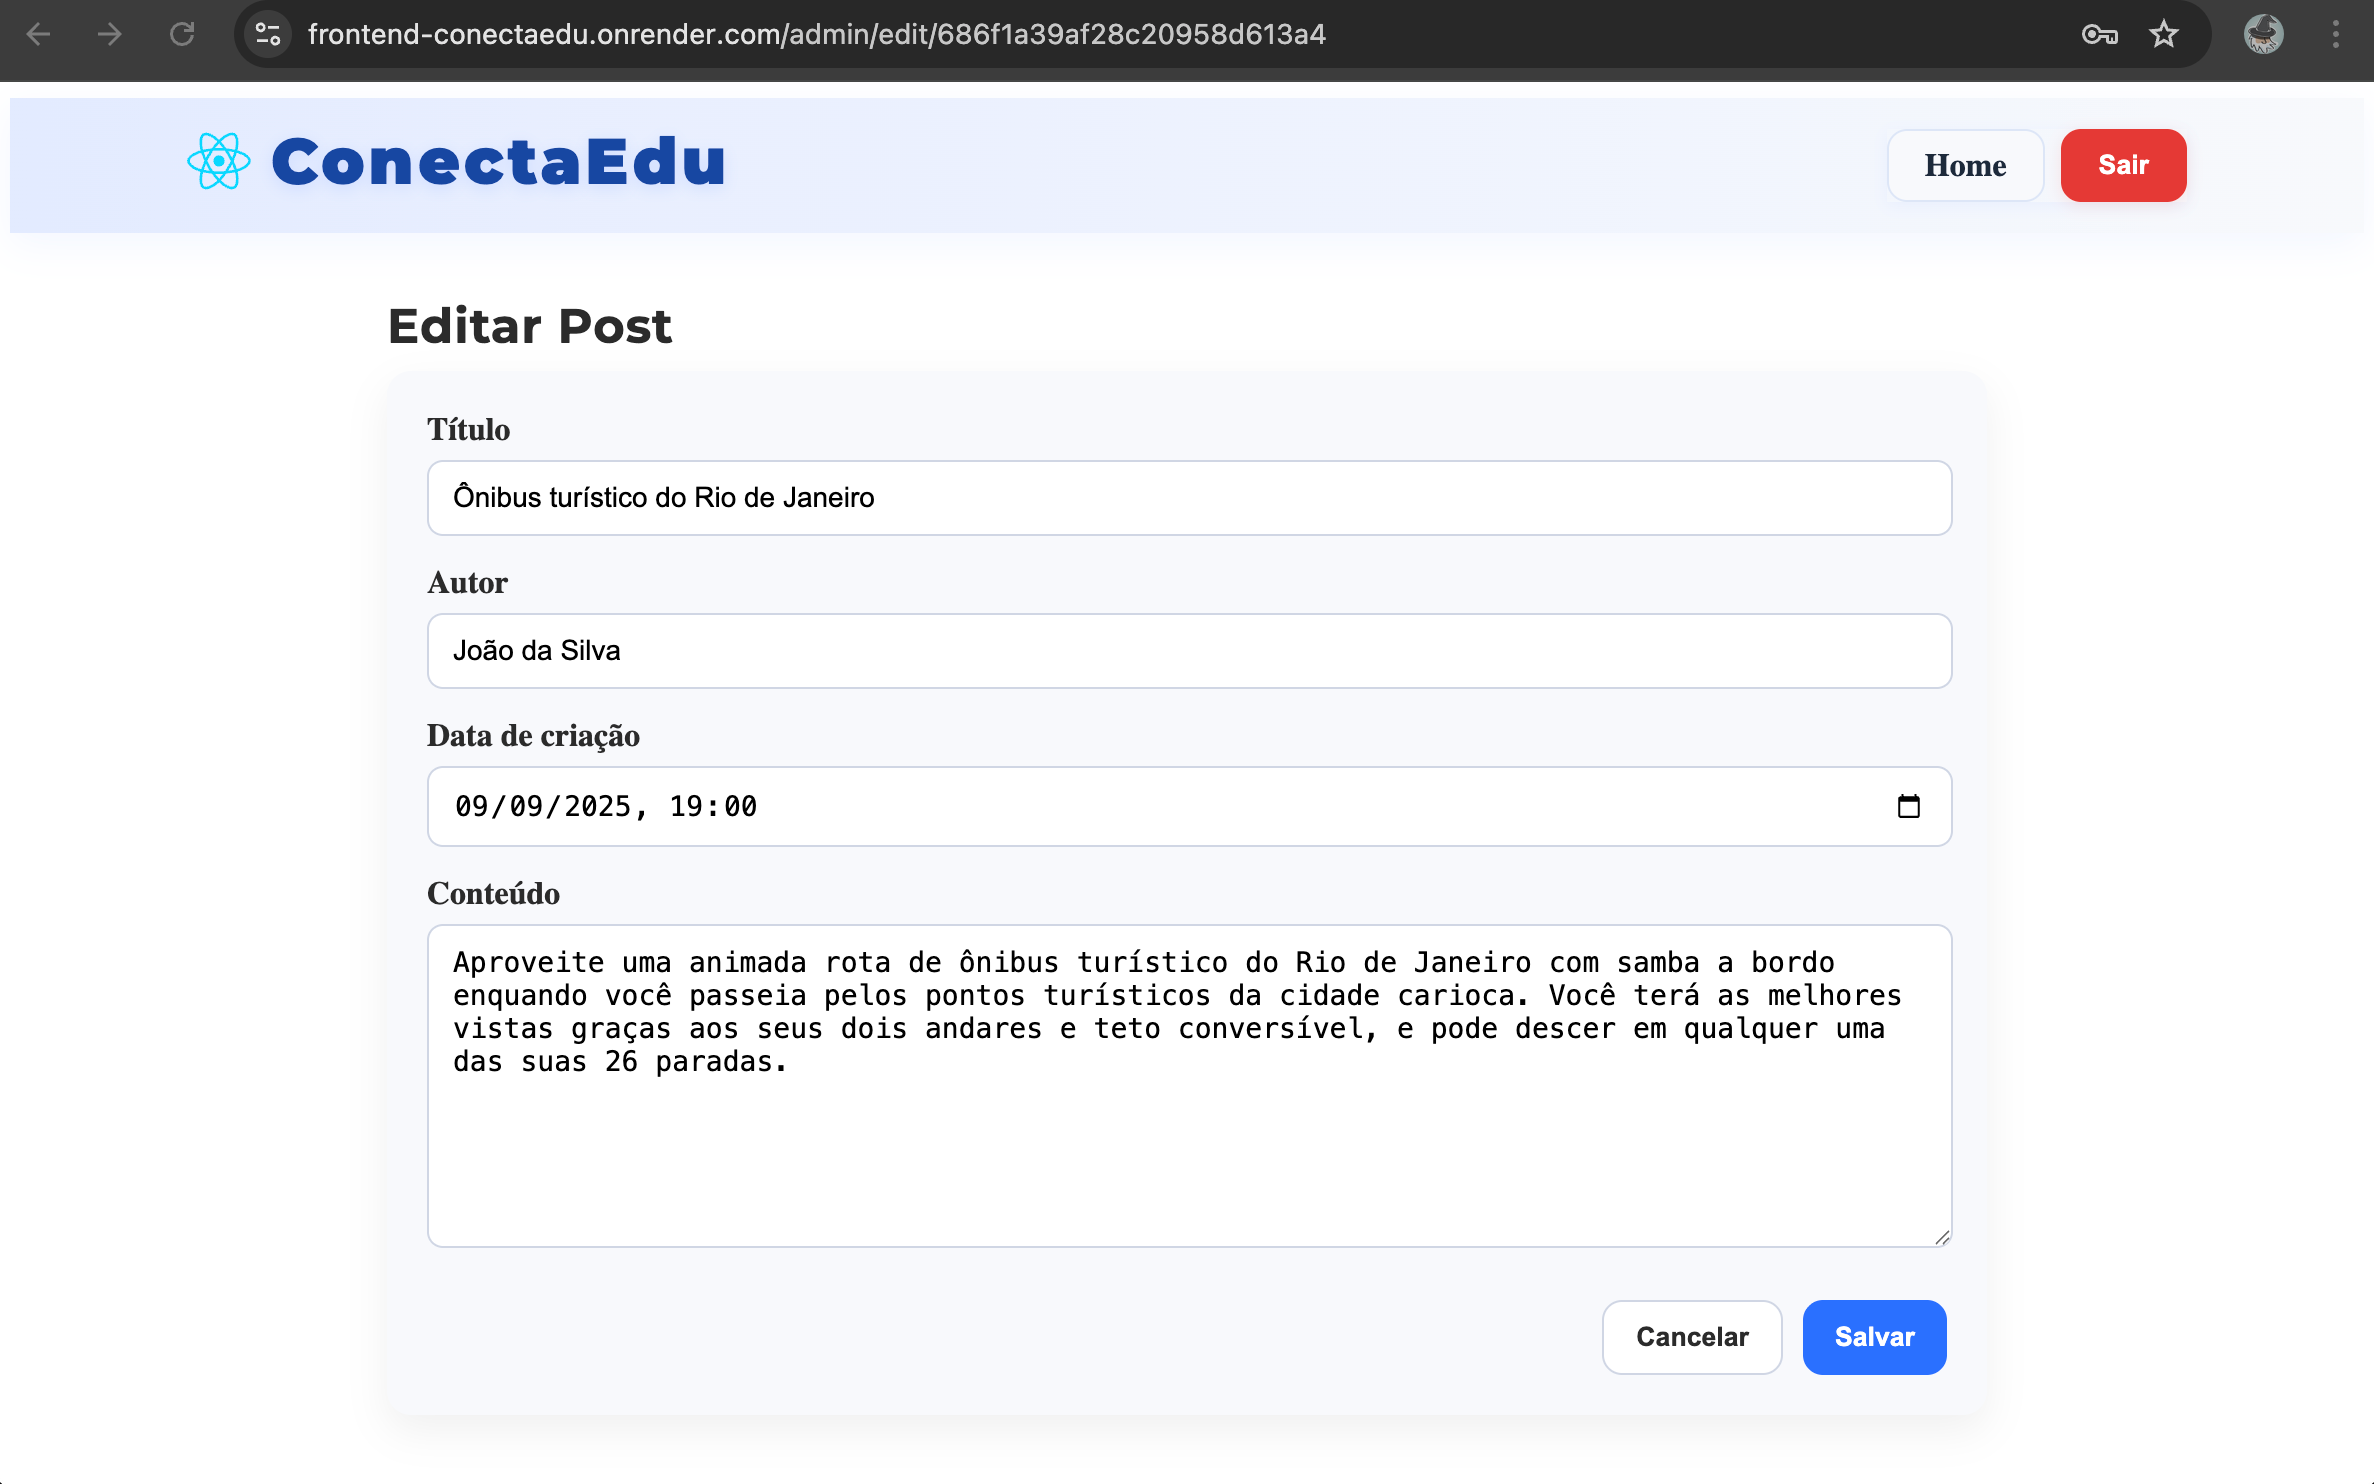 frontend-conectaedu.onrender.com/admin/edit/686f1a39af28c20958d613a4
ConectaEdu
Home
Sair
Editar Post
Título
Ônibus turístico do Rio de Janeiro
Autor
João da Silva
Data de criação
09/09/2025, 19:00
Conteúdo
Aproveite uma animada rota de ônibus turístico do Rio de Janeiro com samba a bordo
enquando você passeia pelos pontos turísticos da cidade carioca. Você terá as melhores
vistas graças aos seus dois andares e teto conversível, e pode descer em qualquer uma
das suas 26 paradas.
Cancelar
Salvar